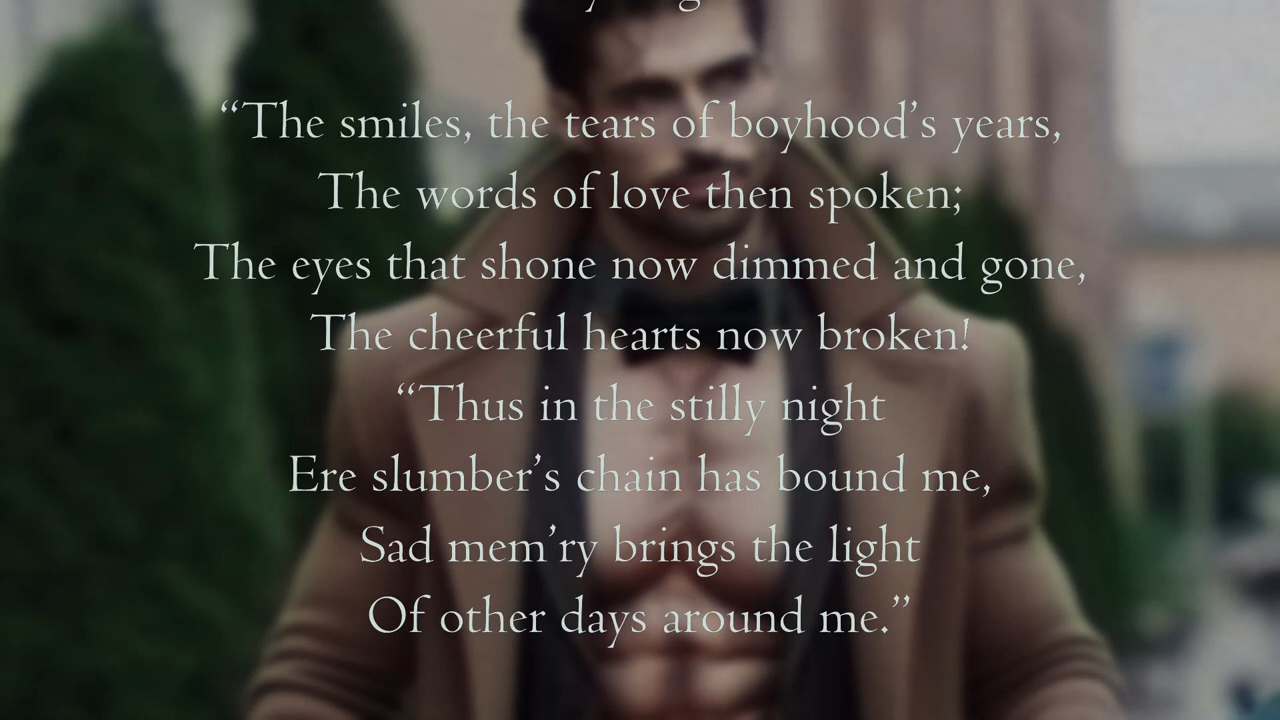 “The smiles, the tears of boyhood’s years,
The words of love then spoken;
The eyes that shone now dimmed and gone,
The cheerful hearts now broken!
“Thus in the stilly night
Ere slumber’s chain has bound me,
Sad mem’ry brings the light
Of other days around me.”